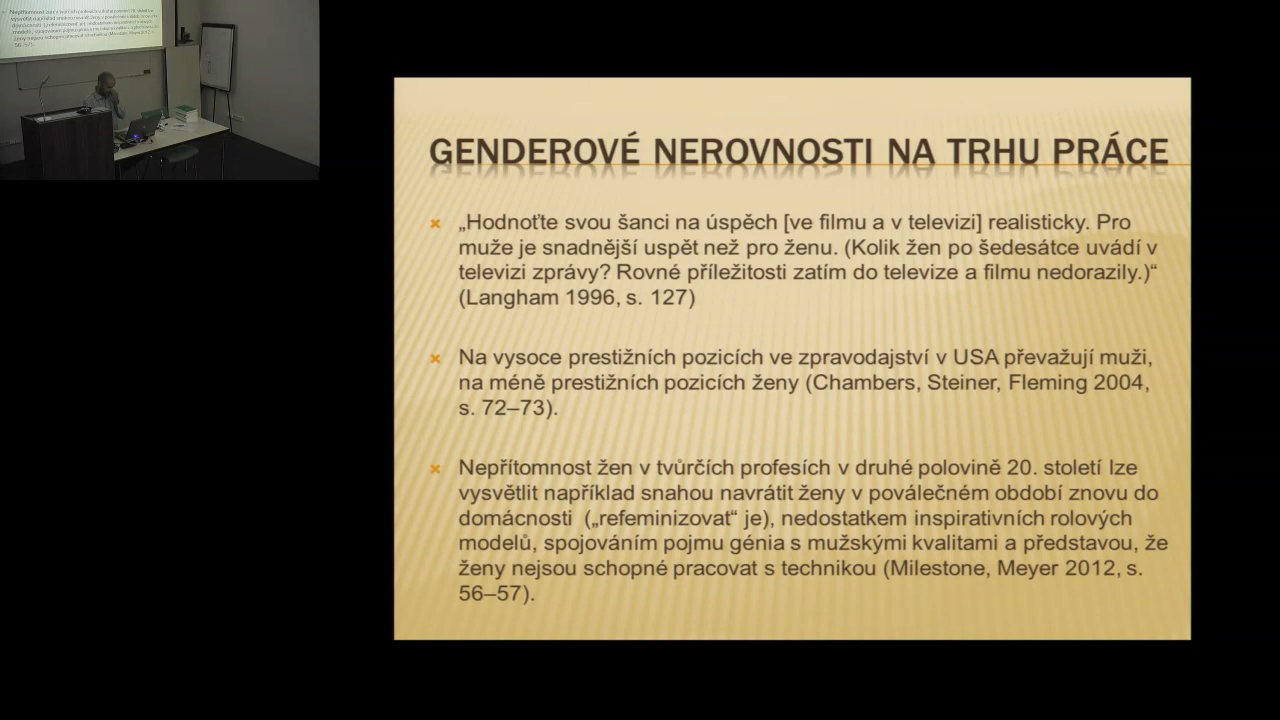 GENDEROVÉ NEROVNOSTI NA TRHU PRÁCE
„Hodnoťte svou šanci na úspěch [ve filmu a v televizi] realisticky. Pro
muže je snadnější uspět než pro ženu. (Kolik žen po šedesátce uvádí v
televizi zprávy? Rovné příležitosti zatím do televize a filmu nedorazily.)“
(Langham 1996, s. 127)
Na vysoce prestižních pozicích ve zpravodajství v USA převažují muži,
na méně prestižních pozicích ženy (Chambers, Steiner, Fleming 2004,
s. 72–73).
Nepřítomnost žen v tvůrčích profesích v druhé polovině 20. století lze
vysvětlit například snahou navrátit ženy v poválečném období znovu do
domácnosti („refeminizovat“ je), nedostatkem inspirativních rolových
modelů, spojováním pojmu génia s mužskými kvalitami a představou, že
ženy nejsou schopné pracovat s technikou (Milestone, Meyer 2012, s.
56–57).